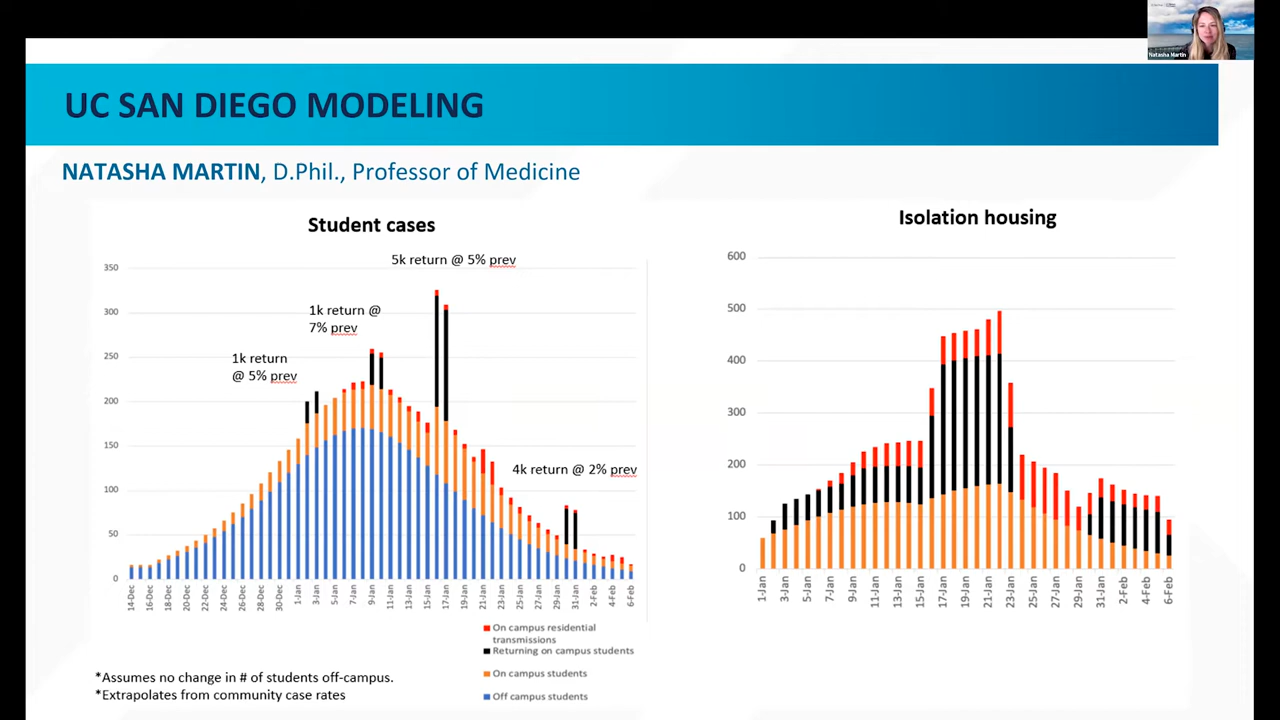 Natasha Martin
UC SAN DIEGO MODELING
NATASHA MARTIN, D.Phil., Professor of Medicine
Student cases
5k return @ 5% prev
1k return @
7% prev
1k return
@ 5% prev
4k return @ 2% prev
350
300
250
200
150
100
50
0
14-Dec
16-Dec
18-Dec
20-Dec
22-Dec
24-Dec
26-Dec
28-Dec
30-Dec
1-Jan
3-Jan
5-Jan
7-Jan
9-Jan
11-Jan
13-Jan
15-Jan
17-Jan
19-Jan
21-Jan
23-Jan
25-Jan
27-Jan
29-Jan
31-Jan
2-Feb
4-Feb
6-Feb
On campus residential
transmissions
Returning on campus students
On campus students
Off campus students
*Assumes no change in # of students off-campus.
*Extrapolates from community case rates
Isolation housing
600
500
400
300
200
100
0
1-Jan
3-Jan
5-Jan
7-Jan
9-Jan
11-Jan
13-Jan
15-Jan
17-Jan
19-Jan
21-Jan
23-Jan
25-Jan
27-Jan
29-Jan
31-Jan
2-Feb
4-Feb
6-Feb